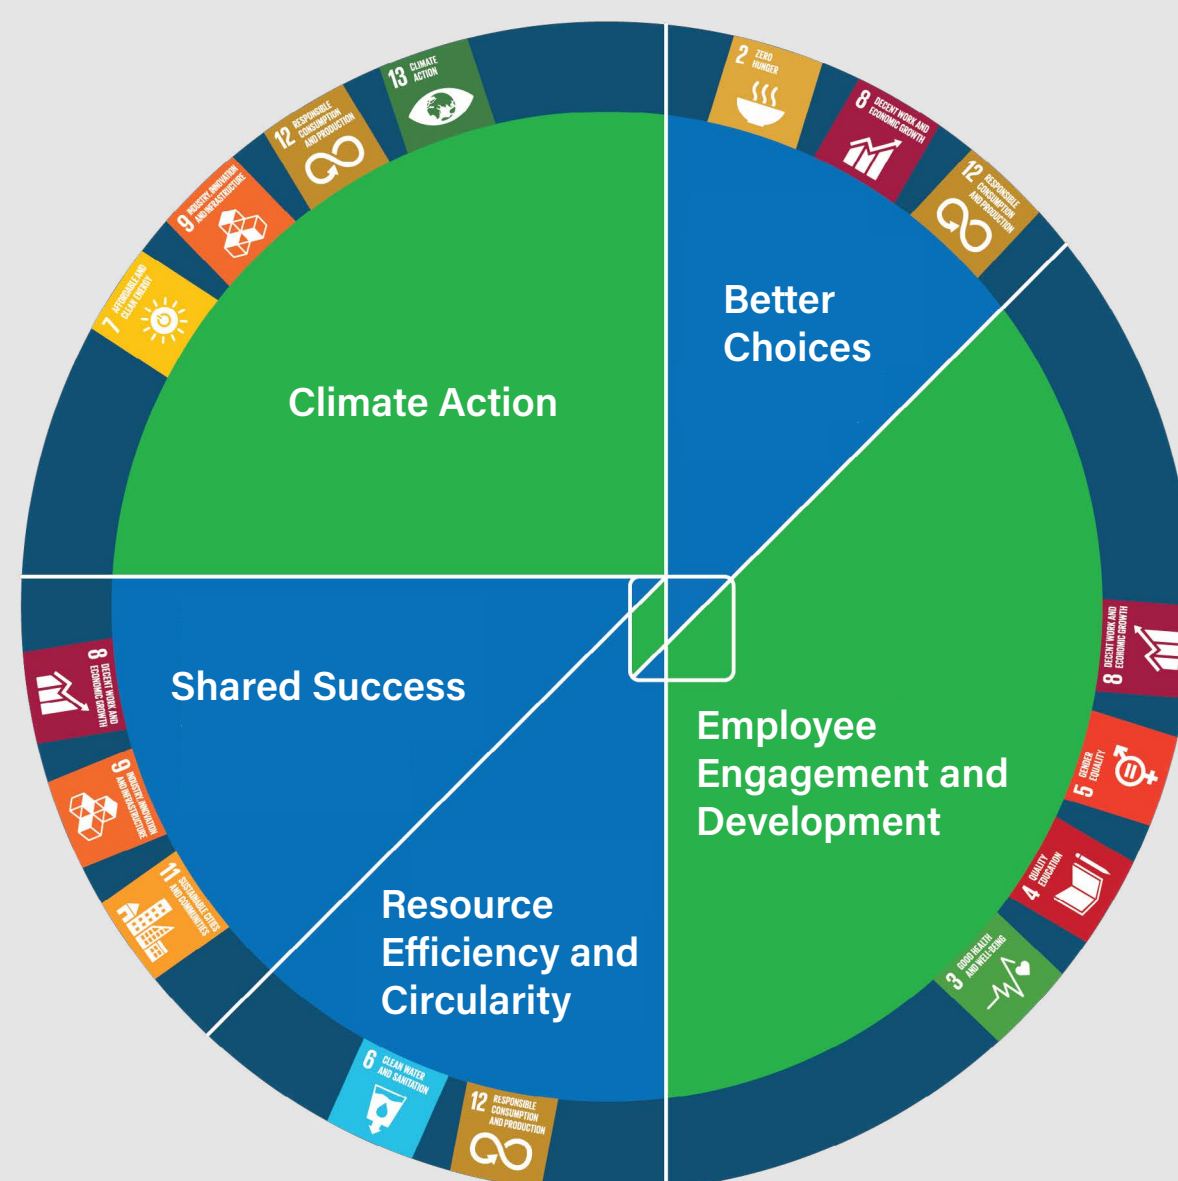 13 CLIMATE
ACTION
12 RESPONSIBLE
CONSUMPTION
AND PRODUCTION
9 INDUSTRY, INNOVATION
AND INFRASTRUCTURE
7 AFFORDABLE AND
CLEAN ENERGY
Climate Action
2 ZERO
HUNGER
8 DECENT WORK AND
ECONOMIC GROWTH
12 RESPONSIBLE
CONSUMPTION
AND PRODUCTION
Better
Choices
8 DECENT WORK AND
ECONOMIC GROWTH
5 GENDER
EQUALITY
4 QUALITY
EDUCATION
3 GOOD HEALTH
AND WELL-BEING
Employee
Engagement and
Development
Shared Success
8 DECENT WORK AND
ECONOMIC GROWTH
9 INDUSTRY, INNOVATION
AND INFRASTRUCTURE
11 SUSTAINABLE CITIES
AND COMMUNITIES
Resource
Efficiency and
Circularity
6 CLEAN WATER
AND SANITATION
12 RESPONSIBLE
CONSUMPTION
AND PRODUCTION